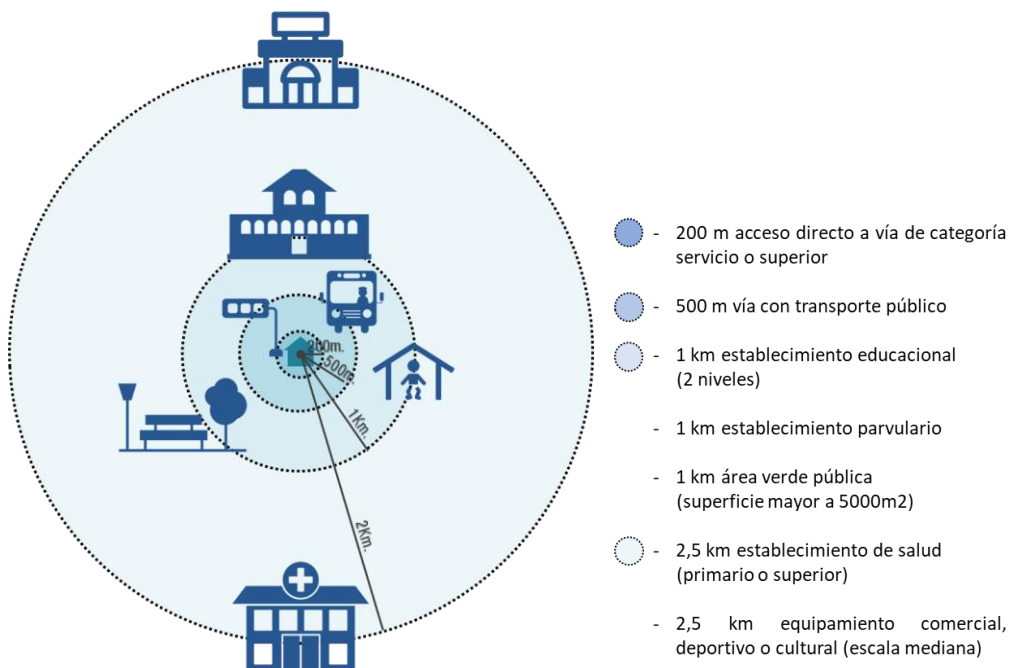 200m.
500m.
1Km.
2Km.
- 200 m acceso directo a vía de categoría
servicio o superior
- 500 m vía con transporte público
- 1 km establecimiento educacional
(2 niveles)
- 1 km establecimiento parvulario
- 1 km área verde pública
(superficie mayor a 5000m2)
- 2,5 km establecimiento de salud
(primario o superior)
- 2,5 km equipamiento comercial,
deportivo o cultural (escala mediana)